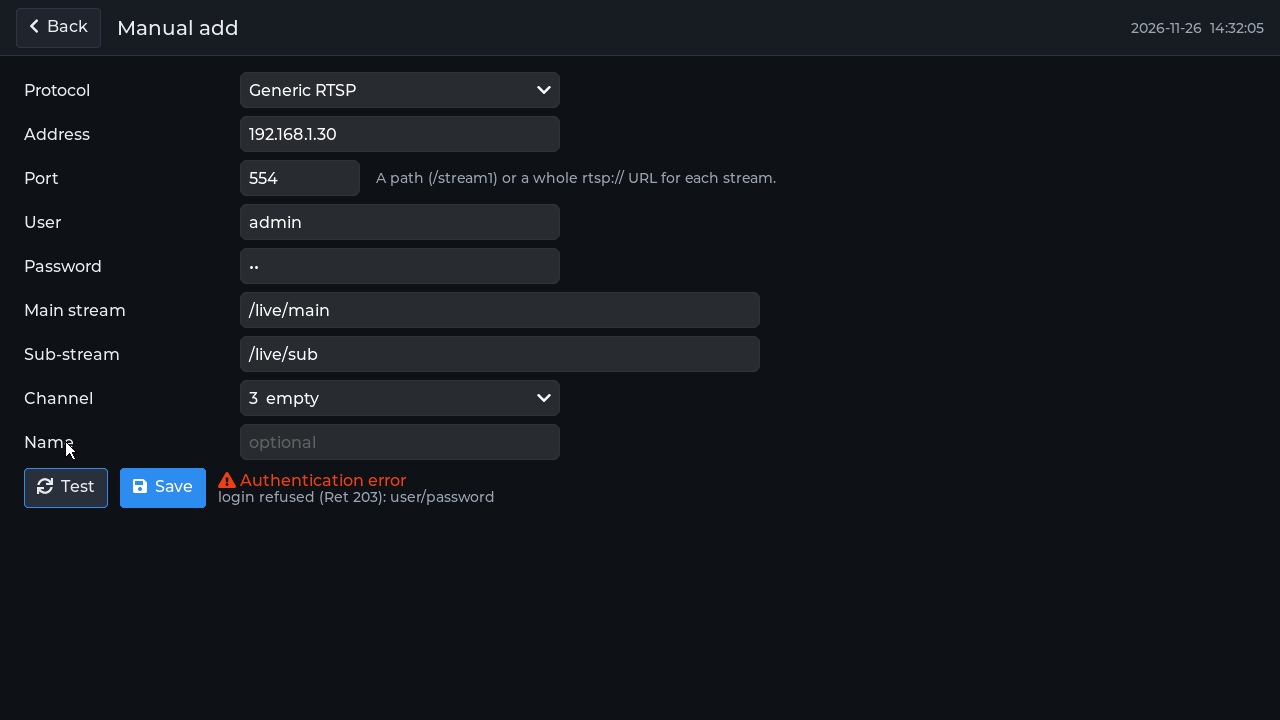 Back Manual add 2026-11-26 14:32:05
Protocol Generic RTSP
Address 192.168.1.30
Port 554 A path (/stream1) or a whole rtsp:// URL for each stream.
User admin
Password ••
Main stream /live/main
Sub-stream /live/sub
Channel 3 empty
Name optional
Test Save Authentication error
login refused (Ret 203): user/password